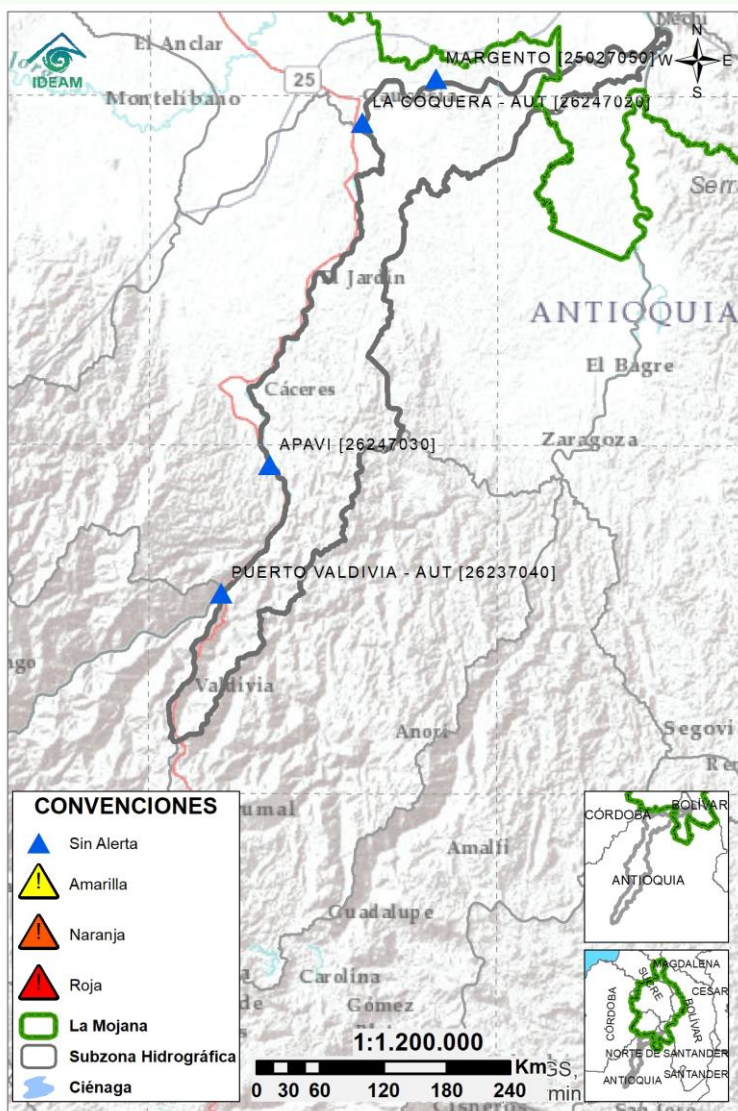 Nechí
El Anclar
N
W E
S
IDEAM
MARGENTO [25027050]
25
Montelíbano
LA COQUERA - AUT [26247020]
El Jardín
ANTIOQUIA
El Bagre
Cáceres
Zaragoza
APAVI [26247030]
PUERTO VALDIVIA - AUT [26237040]
Valdivia
Anorí
Segovi
CONVENCIONES
Sin Alerta
Amarilla
Naranja
Roja
La Mojana
Subzona Hidrográfica
Ciénaga
Amalfi
Guadalupe
Carolina
Gómez
1:1.200.000
Km
0 30 60 120 180 240
min
CÓRDOBA
BOLÍVAR
ANTIOQUIA
MAGDALENA
SUCRE
CESAR
CÓRDOBA
BOLÍVAR
NORTE DE SANTANDER
SANTANDER
ANTIOQUIA